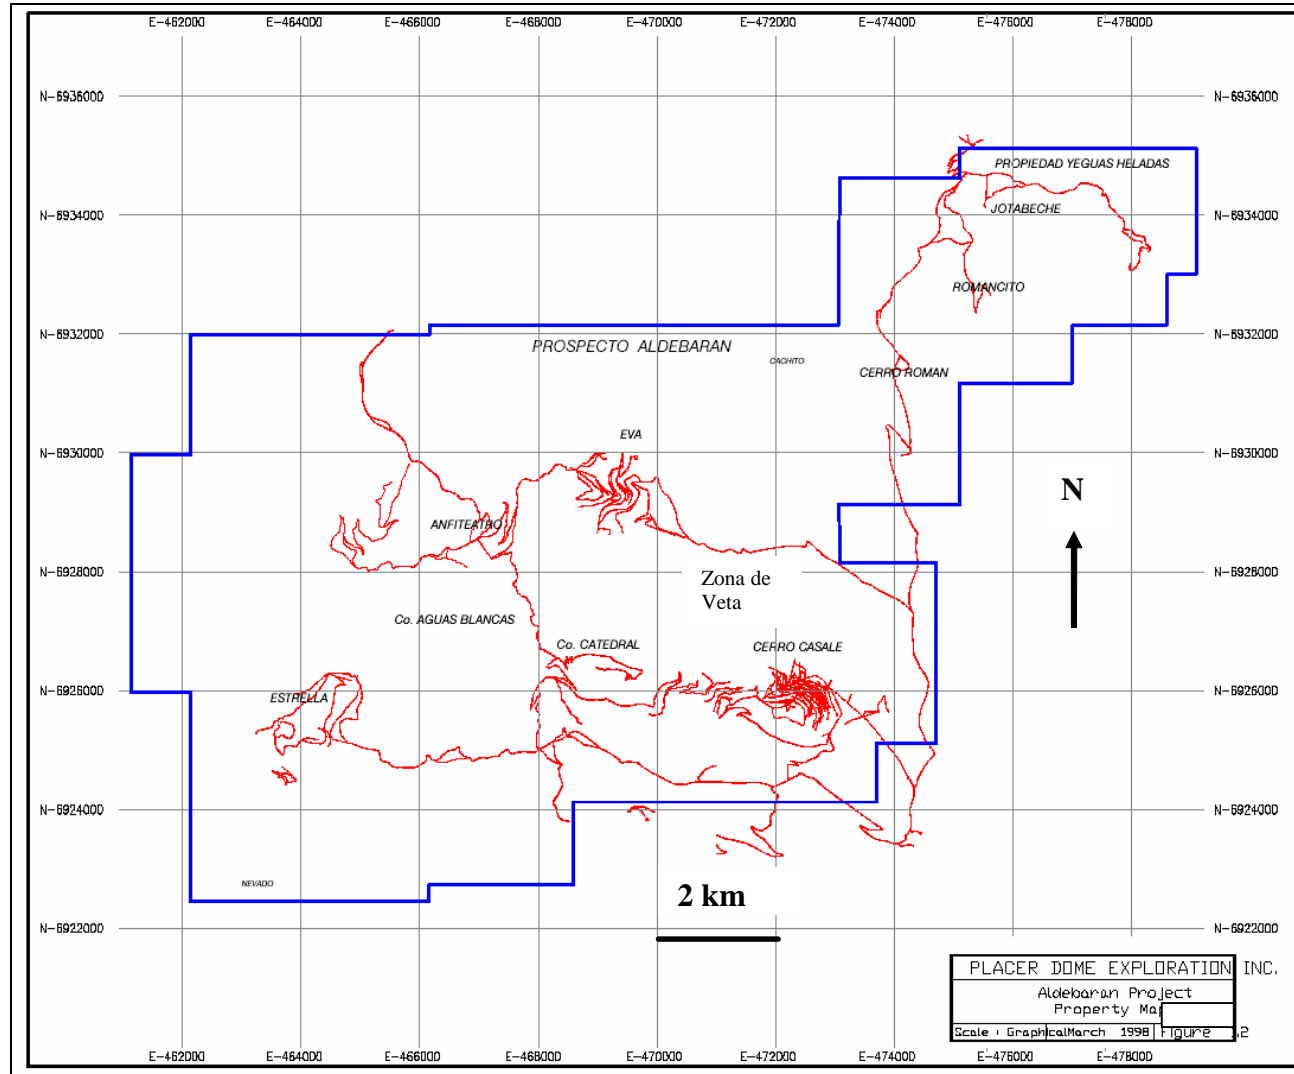 E-462000 E-464000 E-466000 E-468000 E-470000 E-472000 E-474000 E-476000 E-478000
N-6936000 N-6936000
PROPIEDAD YEGUAS HELADAS
N-6934000 JOTABECHE N-6934000
ROMANCITO
N-6932000 N-6932000
PROSPECTO ALDEBARAN
CACHITO
CERRO ROMAN
EVA
N-6930000 N-6930000
N
ANFITEATRO
N-6928000 N-6928000
Zona de
Veta
Co. AGUAS BLANCAS
Co. CATEDRAL CERRO CASALE
N-6926000 N-6926000
ESTRELLA
N-6924000 N-6924000
NEVADO
2 km
N-6922000 N-6922000
PLACER DOME EXPLORATION INC.
Aldebaran Project
Property Map
Scale : Graphical March 1998 Figure .2
E-462000 E-464000 E-466000 E-468000 E-470000 E-472000 E-474000 E-476000 E-478000